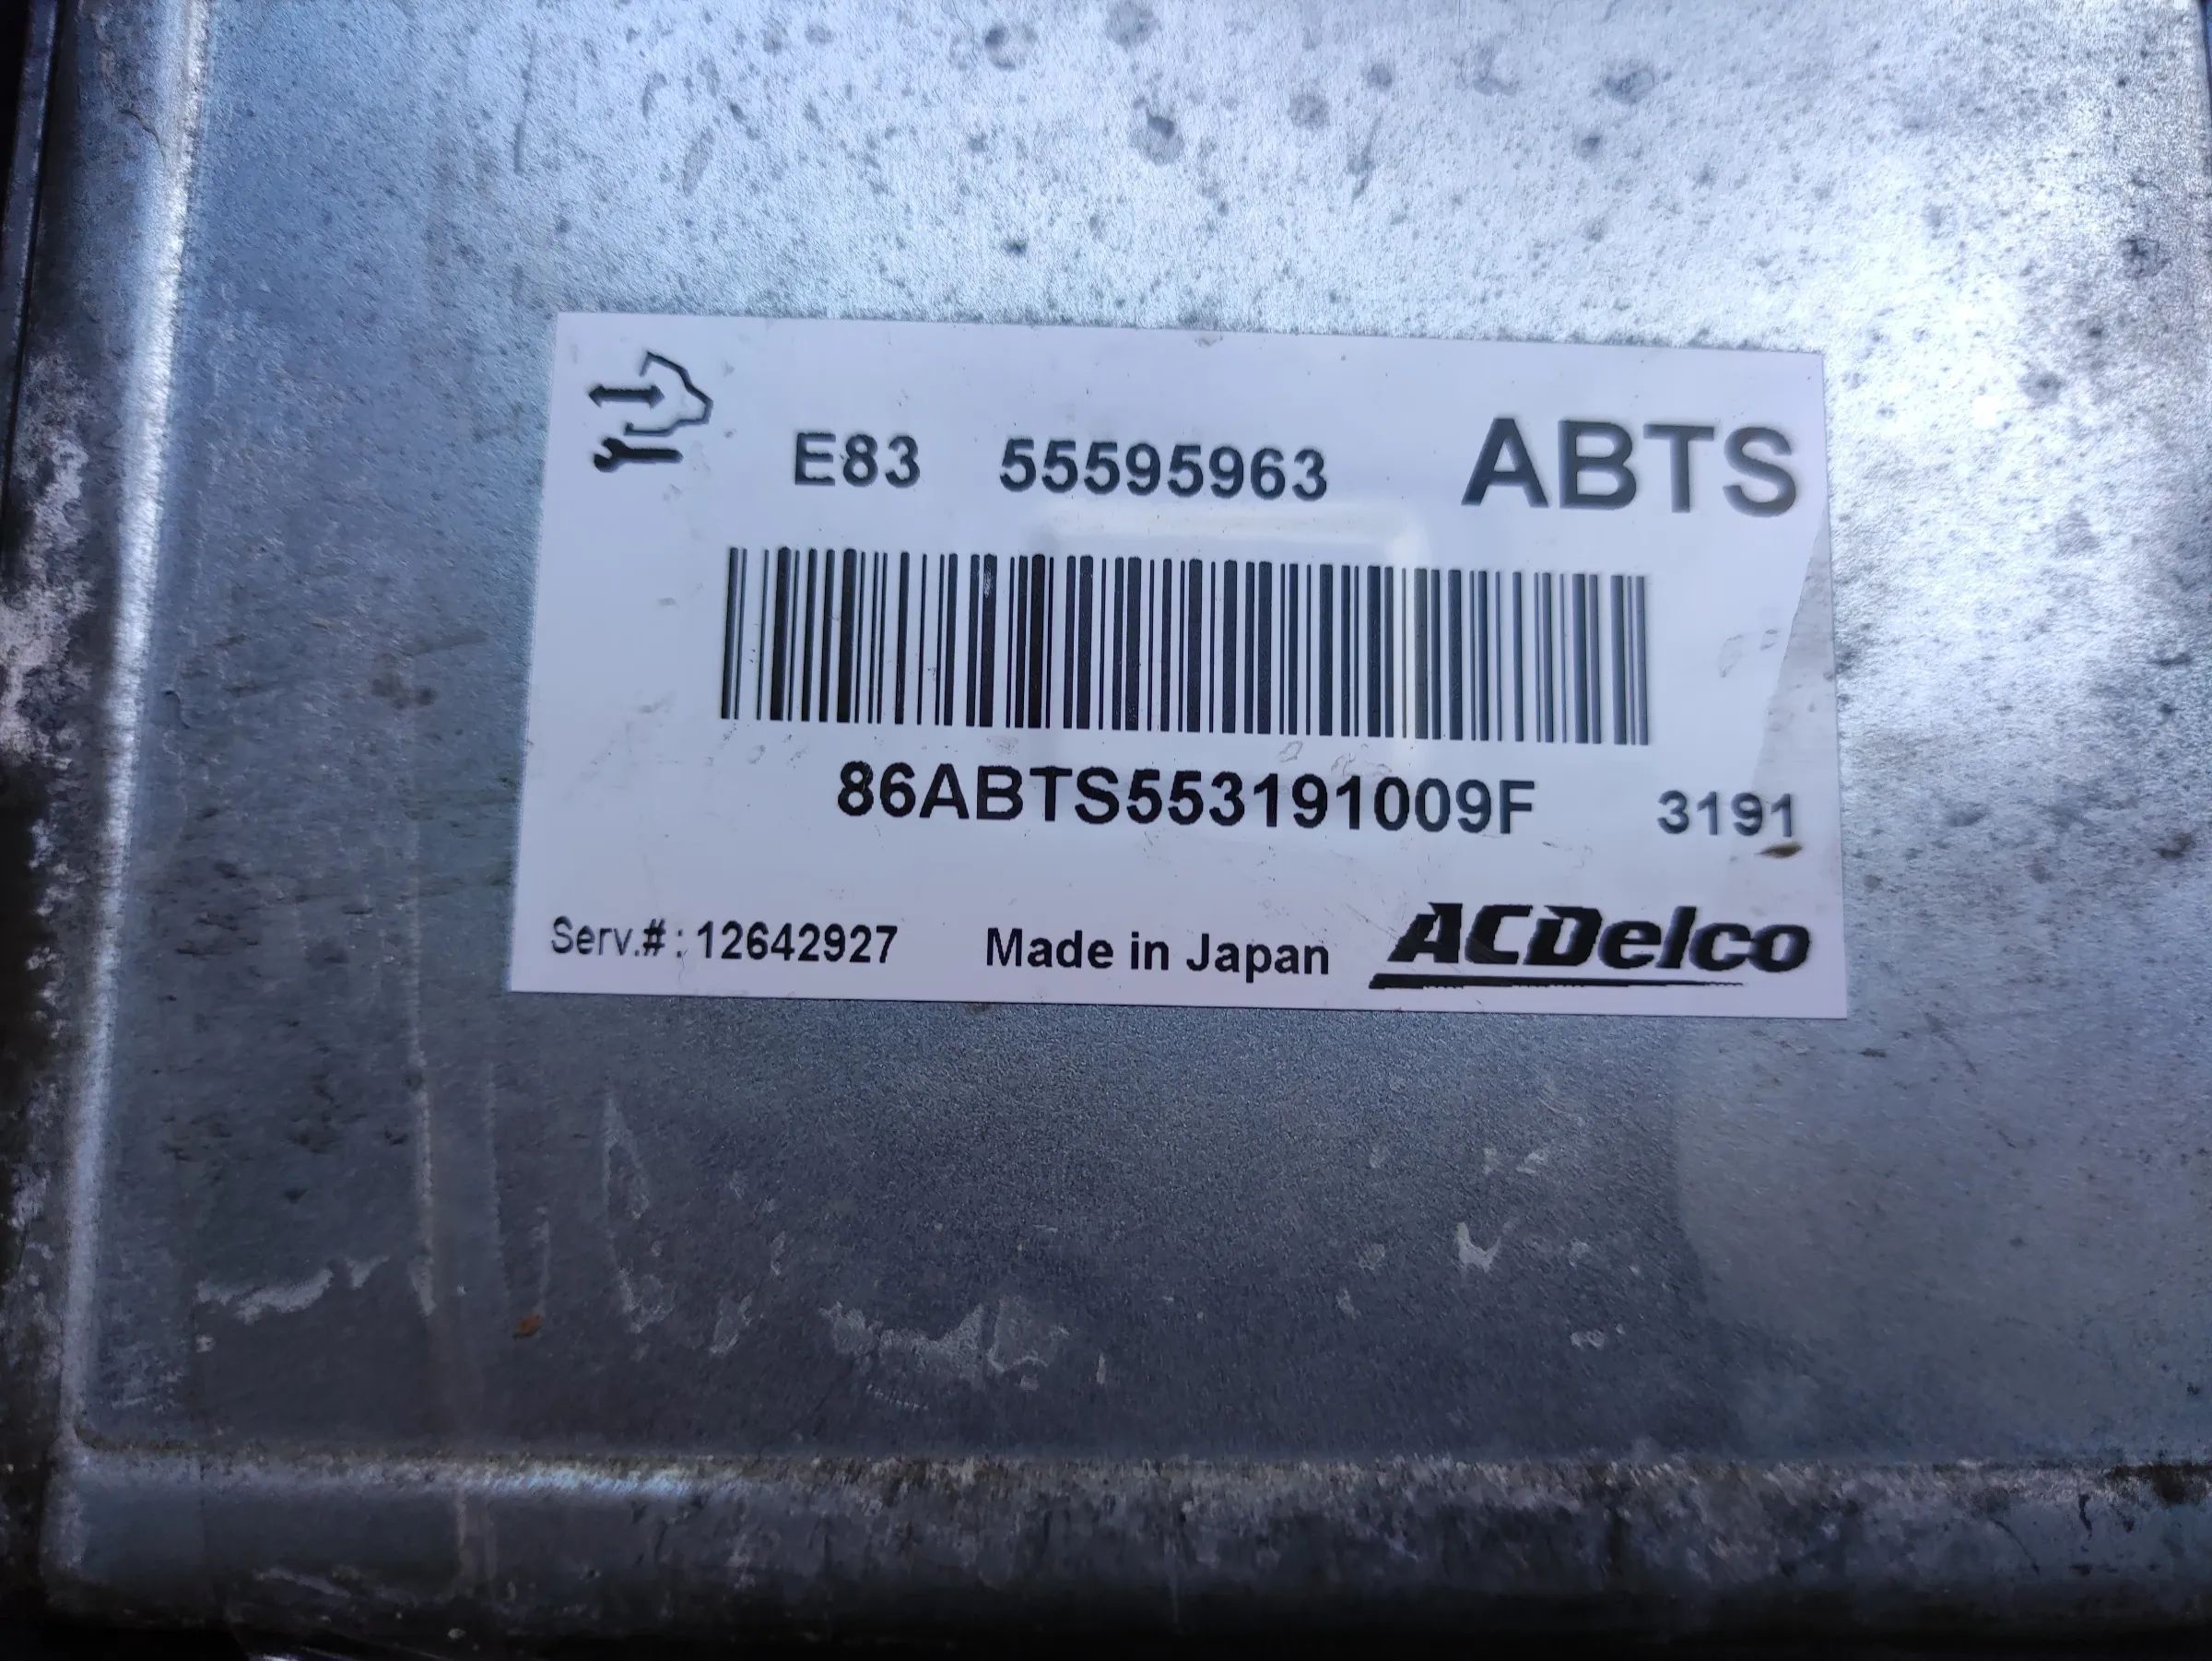 E83 55595963 ABTS
86ABTS553191009F 3191
Serv.#: 12642927 Made in Japan ACDelco